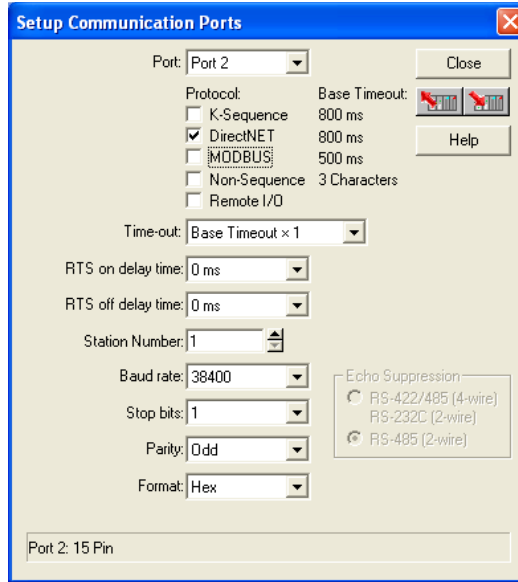 Setup Communication Ports
Port: Port 2
Close
Protocol: Base Timeout:
K-Sequence 800 ms
DirectNET 800 ms
Help
MODBUS 500 ms
Non-Sequence 3 Characters
Remote I/O
Time-out: Base Timeout × 1
RTS on delay time: 0 ms
RTS off delay time: 0 ms
Station Number: 1
Baud rate: 38400
Echo Suppression
RS-422/485 (4-wire)
RS-232C (2-wire)
Stop bits: 1
RS-485 (2-wire)
Parity: Odd
Format: Hex
Port 2: 15 Pin